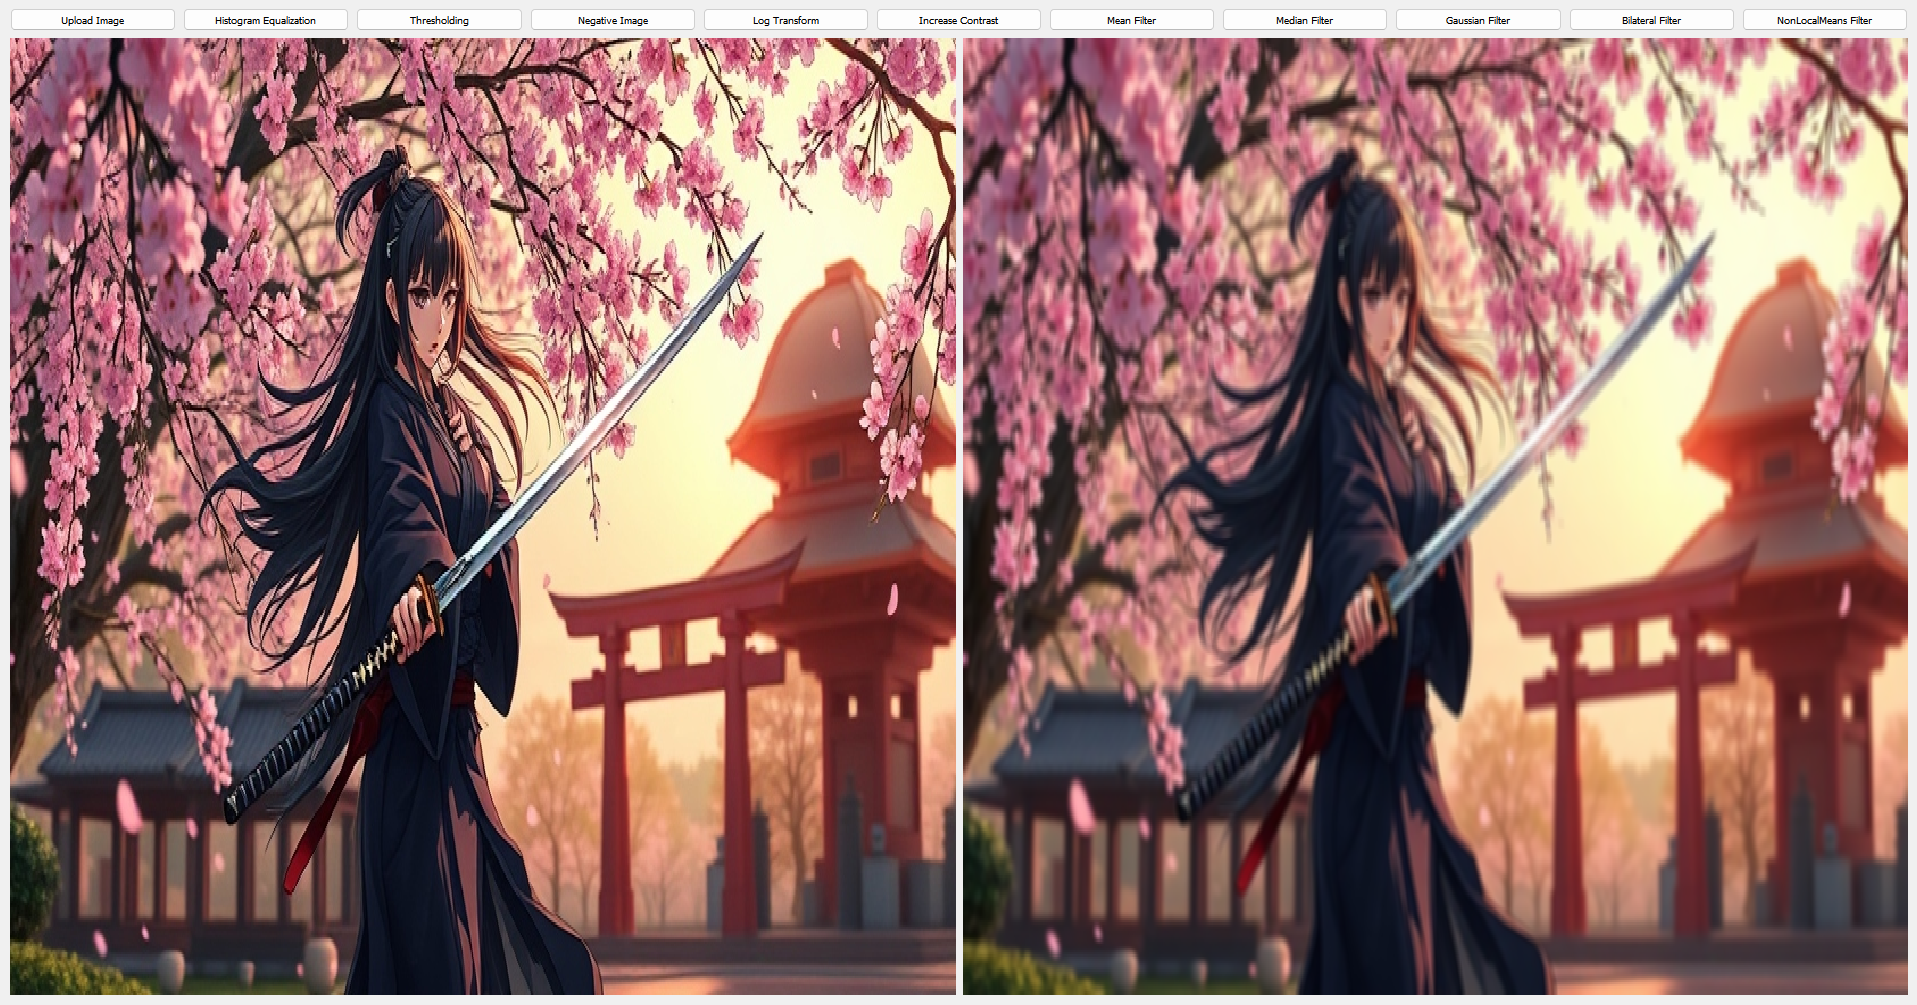 Upload Image
Histogram Equalization
Thresholding
Negative Image
Log Transform
Increase Contrast
Mean Filter
Median Filter
Gaussian Filter
Bilateral Filter
NonLocalMeans Filter